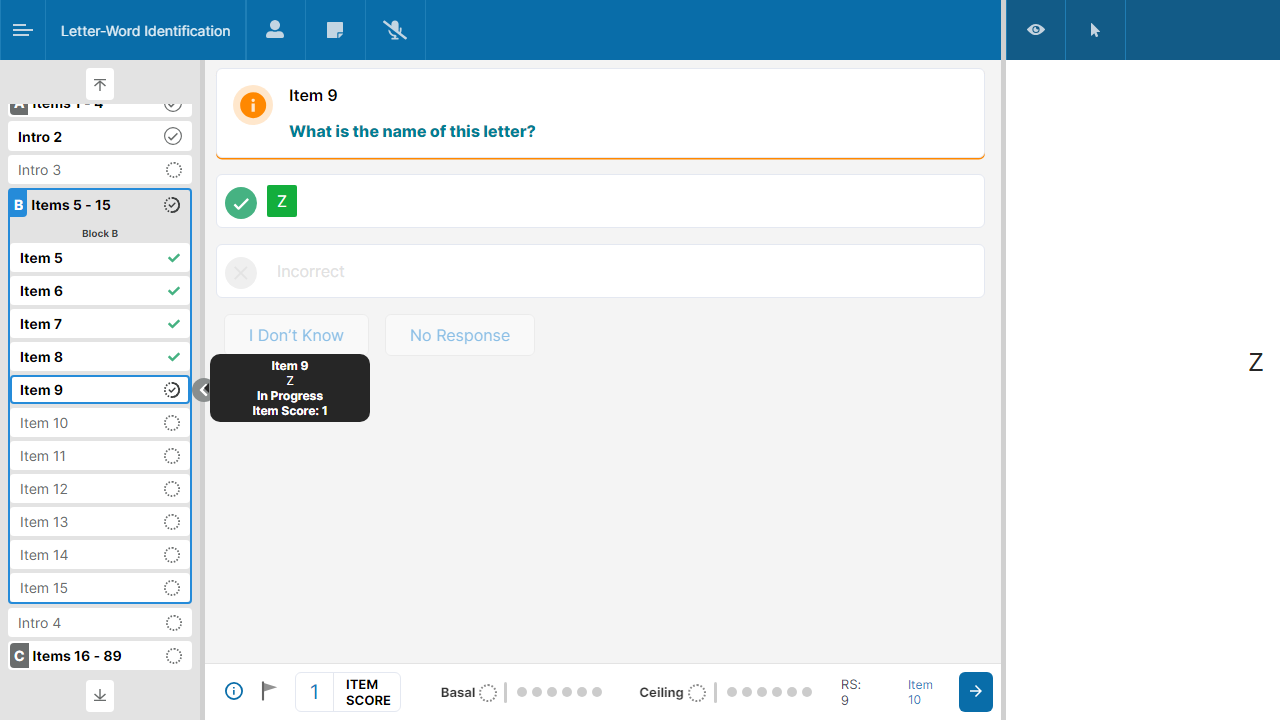 Letter-Word Identification
A Items 1 - 4
Intro 2
Intro 3
B Items 5 - 15
Block B
Item 5
Item 6
Item 7
Item 8
Item 9
Item 10
Item 11
Item 12
Item 13
Item 14
Item 15
Intro 4
C Items 16 - 89
Item 9
What is the name of this letter?
Z
Incorrect
I Don't Know
No Response
Item 9
Z
In Progress
Item Score: 1
1
ITEM
SCORE
Basal
Ceiling
RS:
9
Item
10
Z